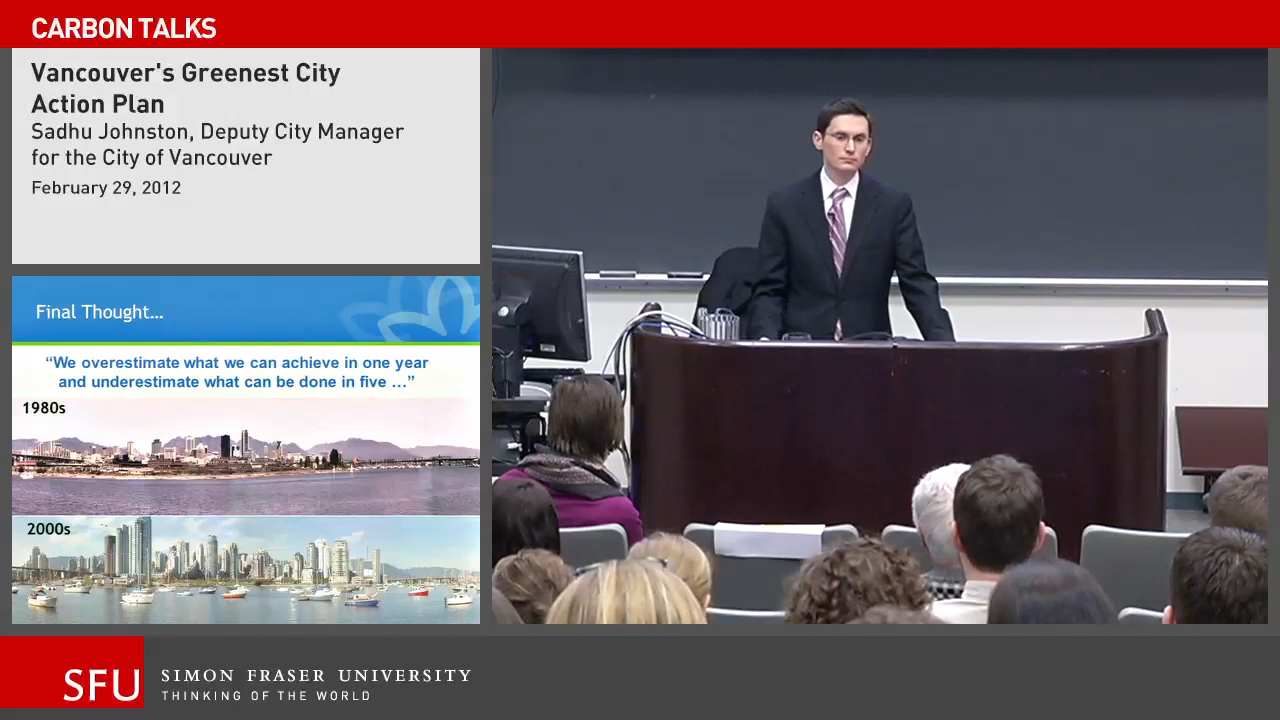 CARBON TALKS
Vancouver's Greenest City
Action Plan
Sadhu Johnston, Deputy City Manager
for the City of Vancouver
February 29, 2012
Final Thought...
“We overestimate what we can achieve in one year
and underestimate what can be done in five …”
1980s
2000s
SFU
SIMON FRASER UNIVERSITY
THINKING OF THE WORLD